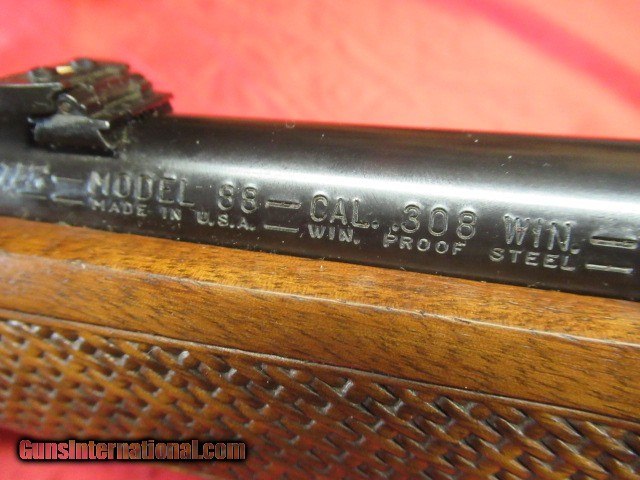 MODEL 88 — CAL. .308 WIN. —
MADE IN U.S.A. — WIN. PROOF STEEL —
GunsInternational.com